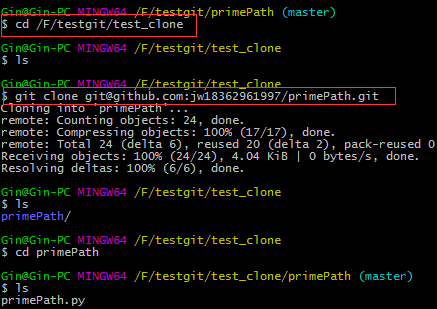 Gin@Gin-PC MINGW64 /F/testgit/primePath (master)
$ cd /F/testgit/test_clone
Gin@Gin-PC MINGW64 /F/testgit/test_clone
$ ls
Gin@Gin-PC MINGW64 /F/testgit/test_clone
$ git clone git@github.com:jw18362961997/primePath.git
Cloning into 'primePath'...
remote: Counting objects: 24, done.
remote: Compressing objects: 100% (17/17), done.
remote: Total 24 (delta 6), reused 20 (delta 2), pack-reused 0
Receiving objects: 100% (24/24), 4.04 KiB | 0 bytes/s, done.
Resolving deltas: 100% (6/6), done.
Gin@Gin-PC MINGW64 /F/testgit/test_clone
$ ls
primePath/
Gin@Gin-PC MINGW64 /F/testgit/test_clone
$ cd primePath
Gin@Gin-PC MINGW64 /F/testgit/test_clone/primePath (master)
$ ls
primePath.py